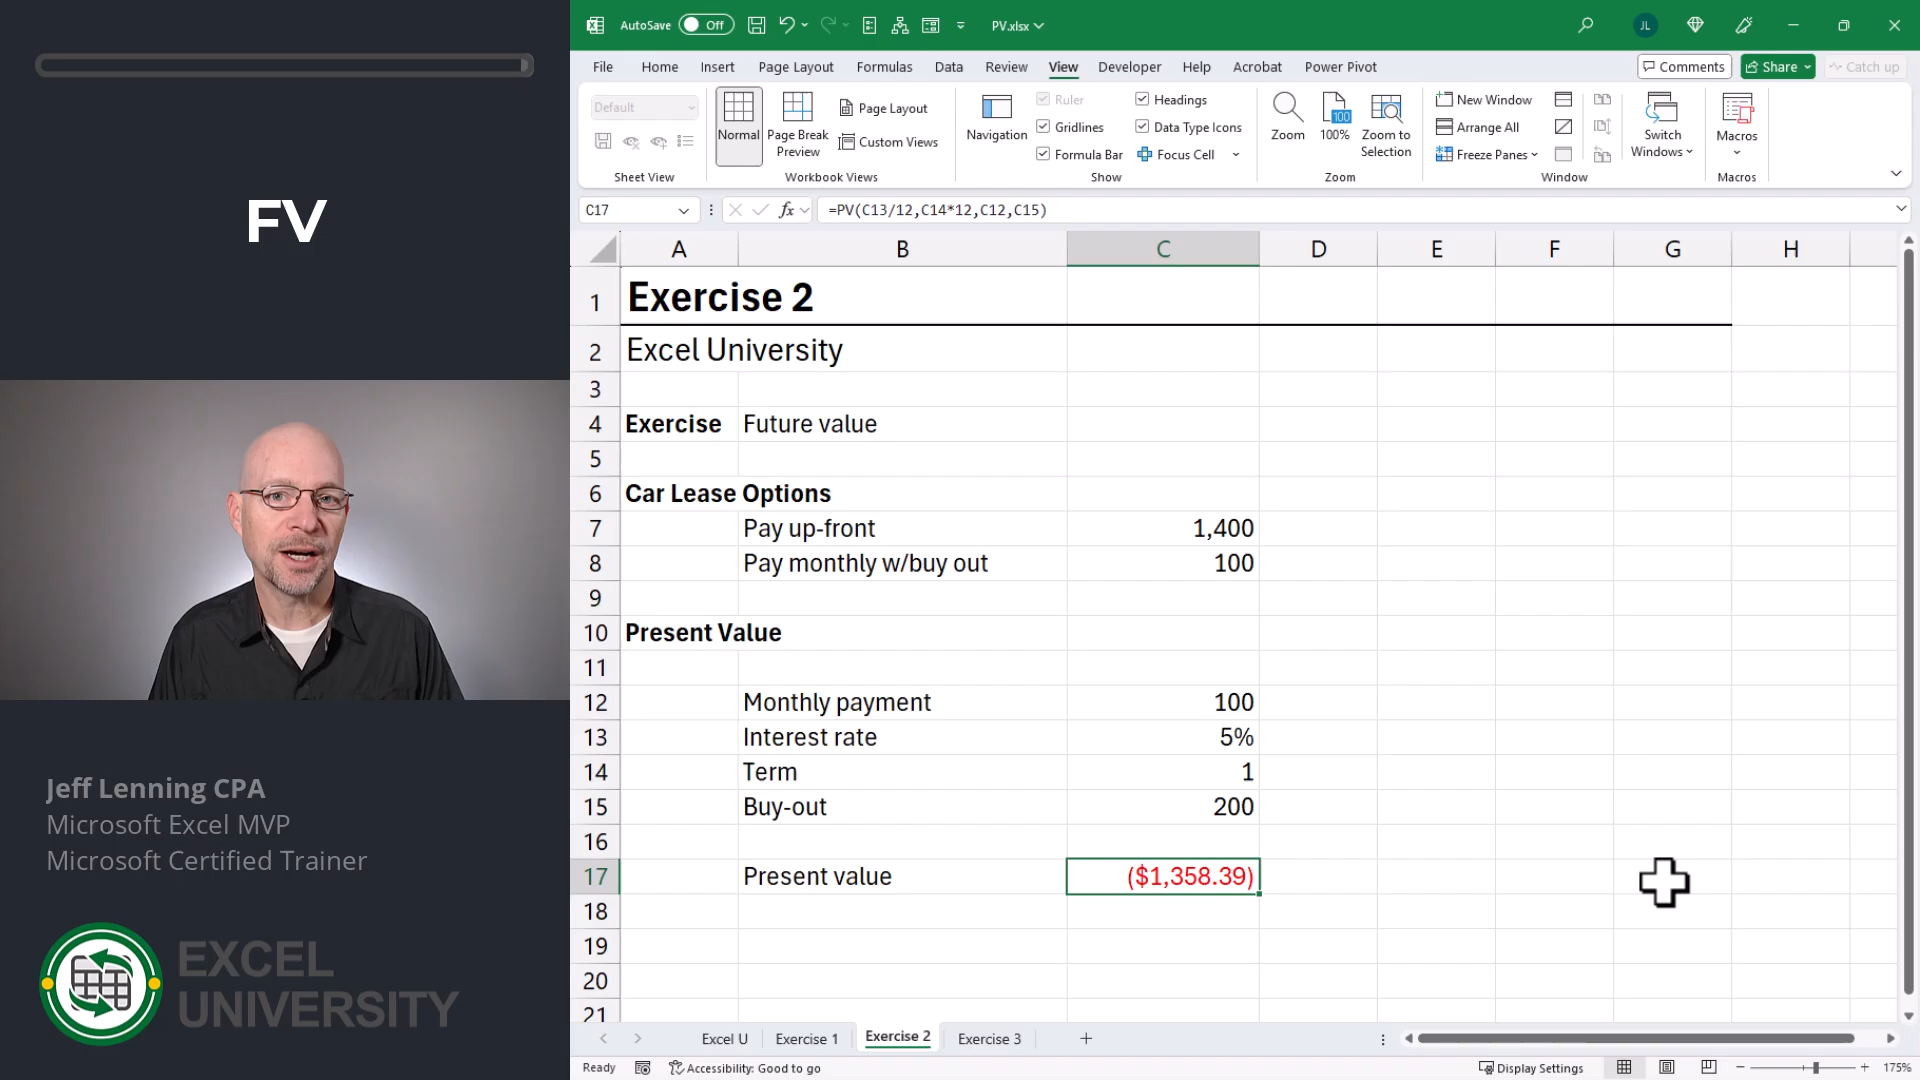 FV
Jeff Lenning CPA
Microsoft Excel MVP
Microsoft Certified Trainer
EXCEL
UNIVERSITY
AutoSave Off PV.xlsx JL
File Home Insert Page Layout Formulas Data Review View Developer Help Acrobat Power Pivot Comments Share Catch up
Default
Sheet View
Normal
Page Break Preview
Page Layout
Custom Views
Workbook Views
Navigation
Ruler
Gridlines
Formula Bar
Headings
Data Type Icons
Focus Cell
Show
Zoom
100
100%
Zoom to Selection
Zoom
New Window
Arrange All
Freeze Panes
Switch Windows
Window
Macros
Macros
C17 fx =PV(C13/12,C14*12,C12,C15)
A B C D E F G H
1 Exercise 2
2 Excel University
3
4 Exercise Future value
5
6 Car Lease Options
7 Pay up-front 1,400
8 Pay monthly w/buy out 100
9
10 Present Value
11
12 Monthly payment 100
13 Interest rate 5%
14 Term 1
15 Buy-out 200
16
17 Present value ($1,358.39)
18
19
20
21
Excel U Exercise 1 Exercise 2 Exercise 3
Ready Accessibility: Good to go Display Settings 175%